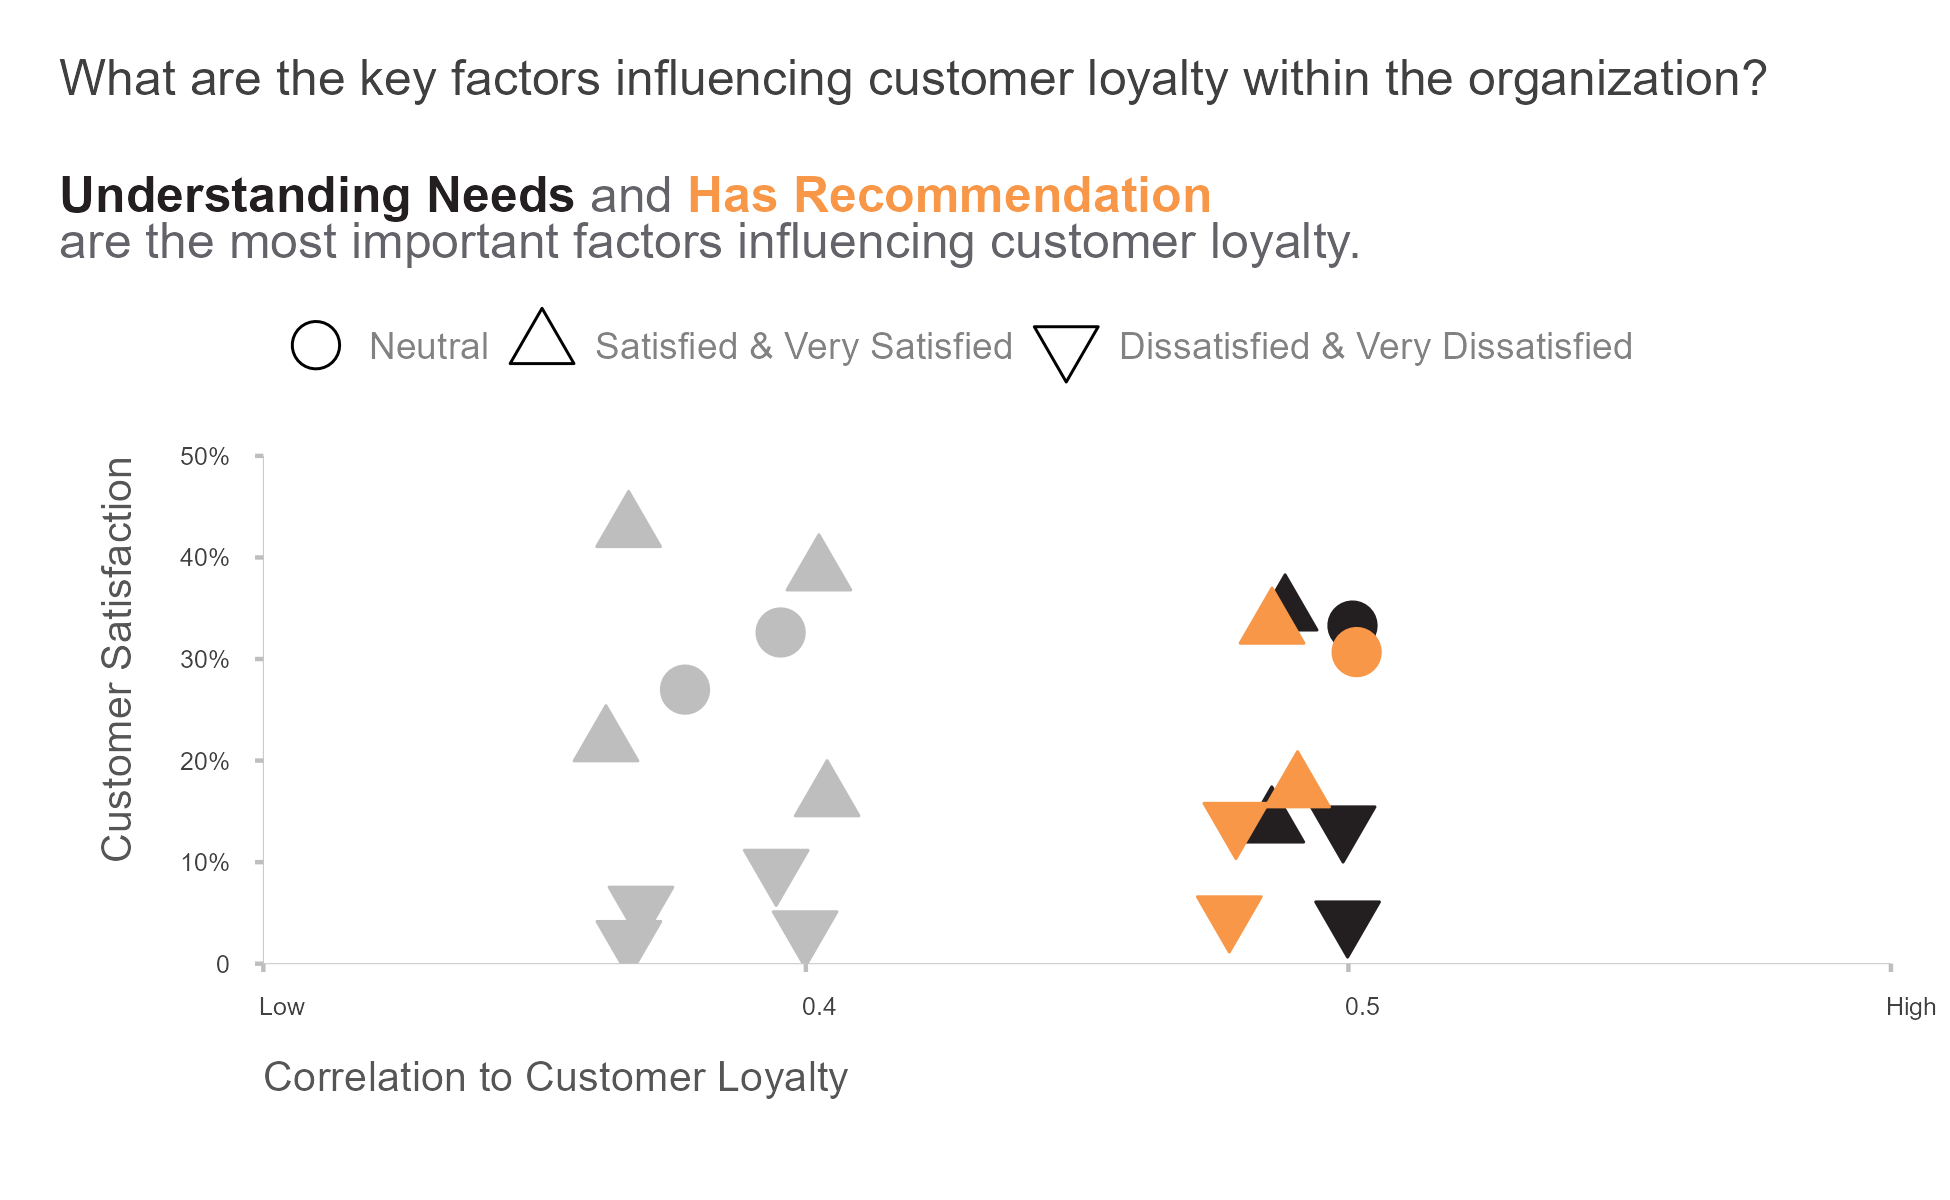 What are the key factors influencing customer loyalty within the organization?
Understanding Needs and Has Recommendation
are the most important factors influencing customer loyalty.
Neutral Satisfied & Very Satisfied Dissatisfied & Very Dissatisfied
Customer Satisfaction
50%
40%
30%
20%
10%
0
Low 0.4 0.5 High
Correlation to Customer Loyalty